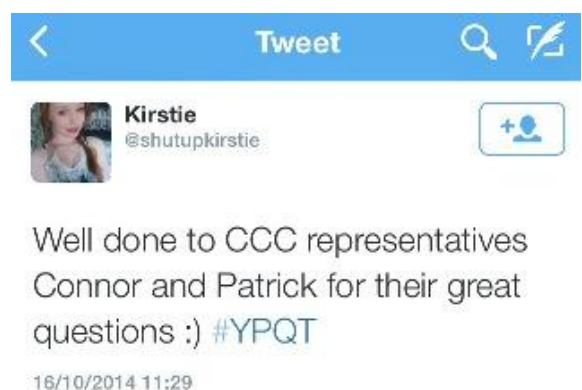 Tweet
Kirstie
@shutupkirstie
Well done to CCC representatives
Connor and Patrick for their great
questions :) #YPQT
16/10/2014 11:29